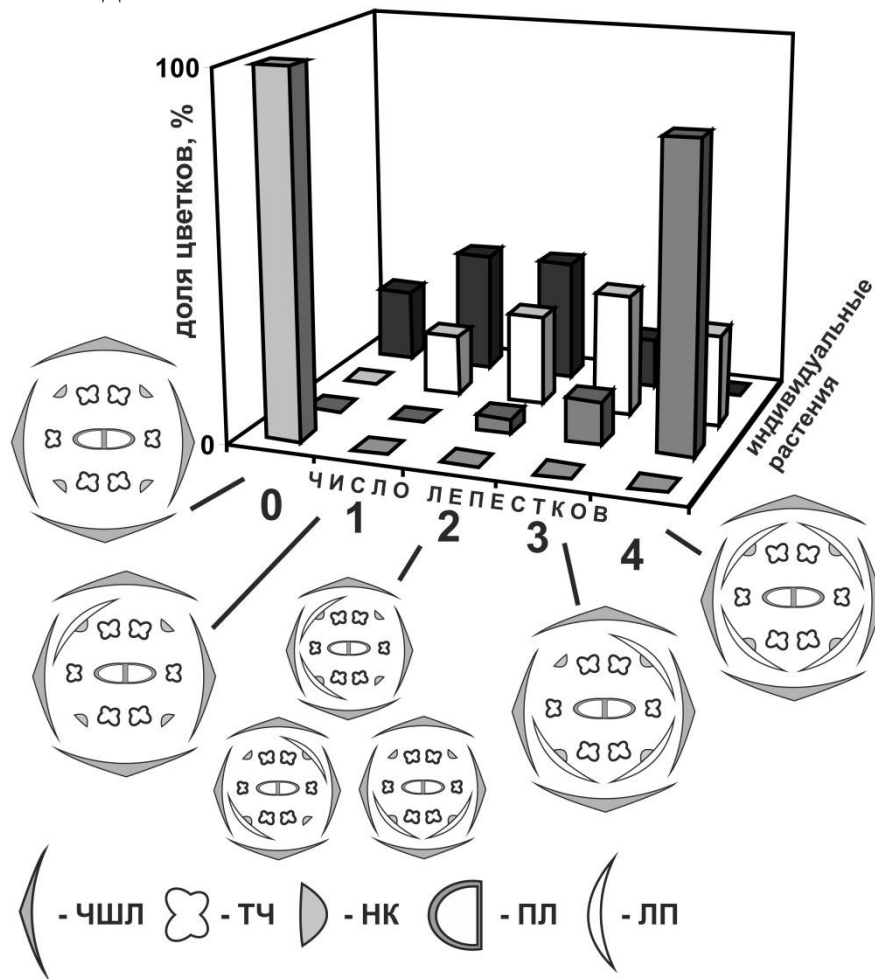 100
доля цветков, %
0
ЧИСЛО ЛЕПЕСТКОВ
0
1
2
3
4
индивидуальные
растения
- ЧШЛ
- ТЧ
- НК
- ПЛ
- ЛП